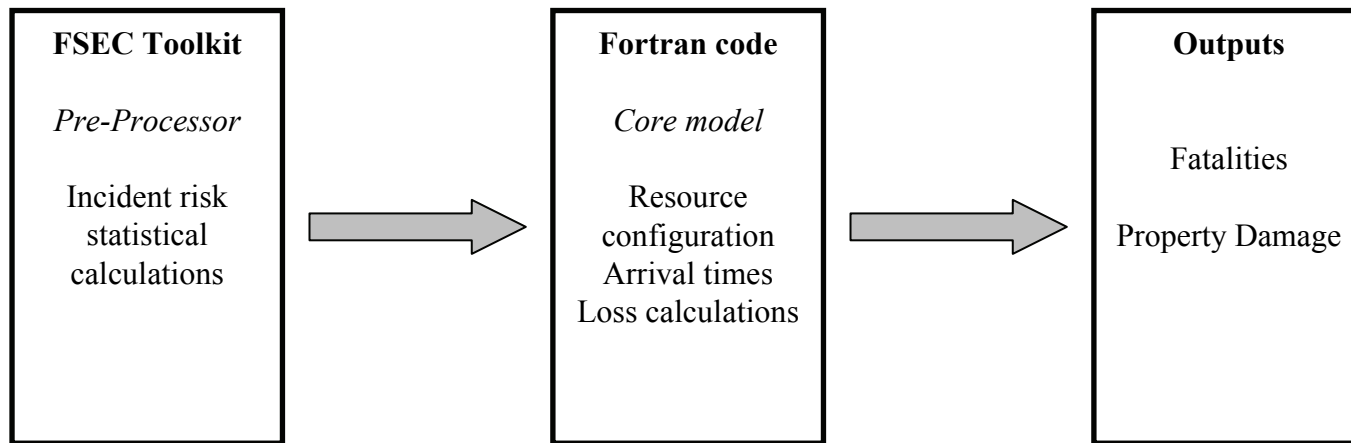 FSEC Toolkit
Pre-Processor
Incident risk
statistical
calculations
Fortran code
Core model
Resource
configuration
Arrival times
Loss calculations
Outputs
Fatalities
Property Damage